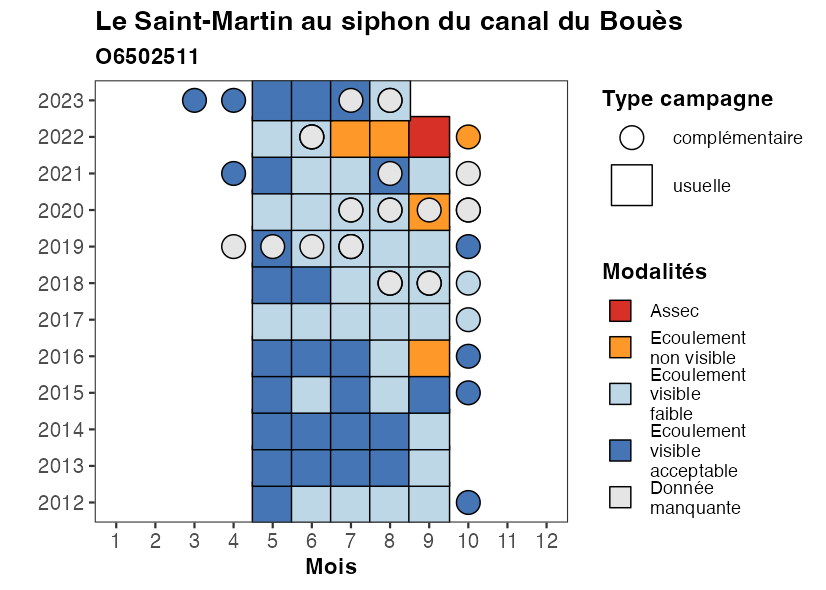 Le Saint-Martin au siphon du canal du Bouès
O6502511
2023
2022
2021
2020
2019
2018
2017
2016
2015
2014
2013
2012
1 2 3 4 5 6 7 8 9 10 11 12
Mois
Type campagne
complémentaire
usuelle
Modalités
Assec
Ecoulement
non visible
Ecoulement
visible
faible
Ecoulement
visible
acceptable
Donnée
manquante